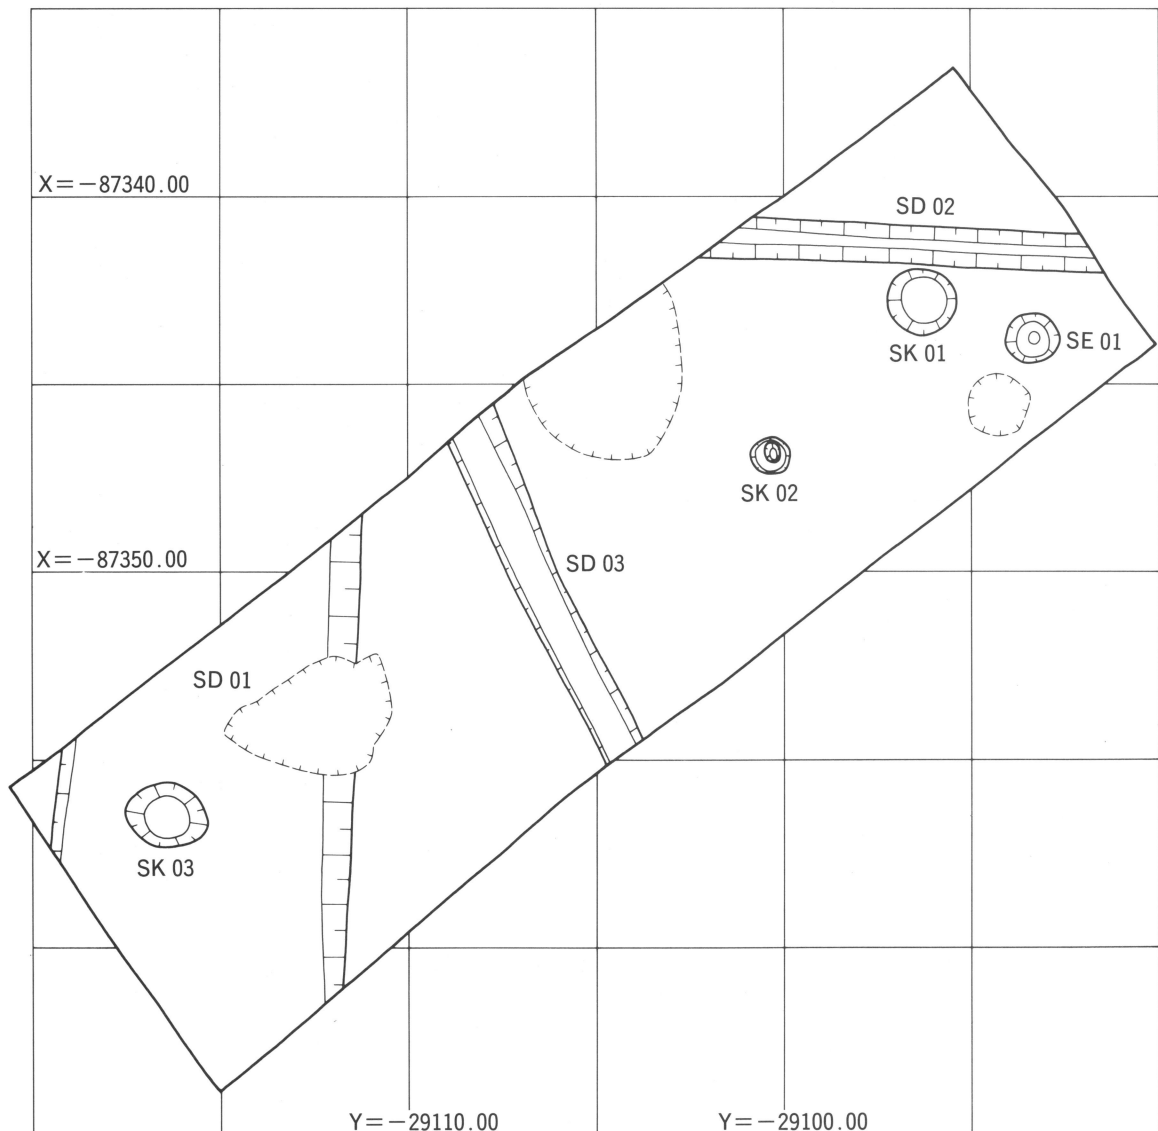 X=-87340.00
SD 02
SK 01
SE 01
SK 02
X=-87350.00
SD 03
SD 01
SK 03
Y=-29110.00
Y=-29100.00